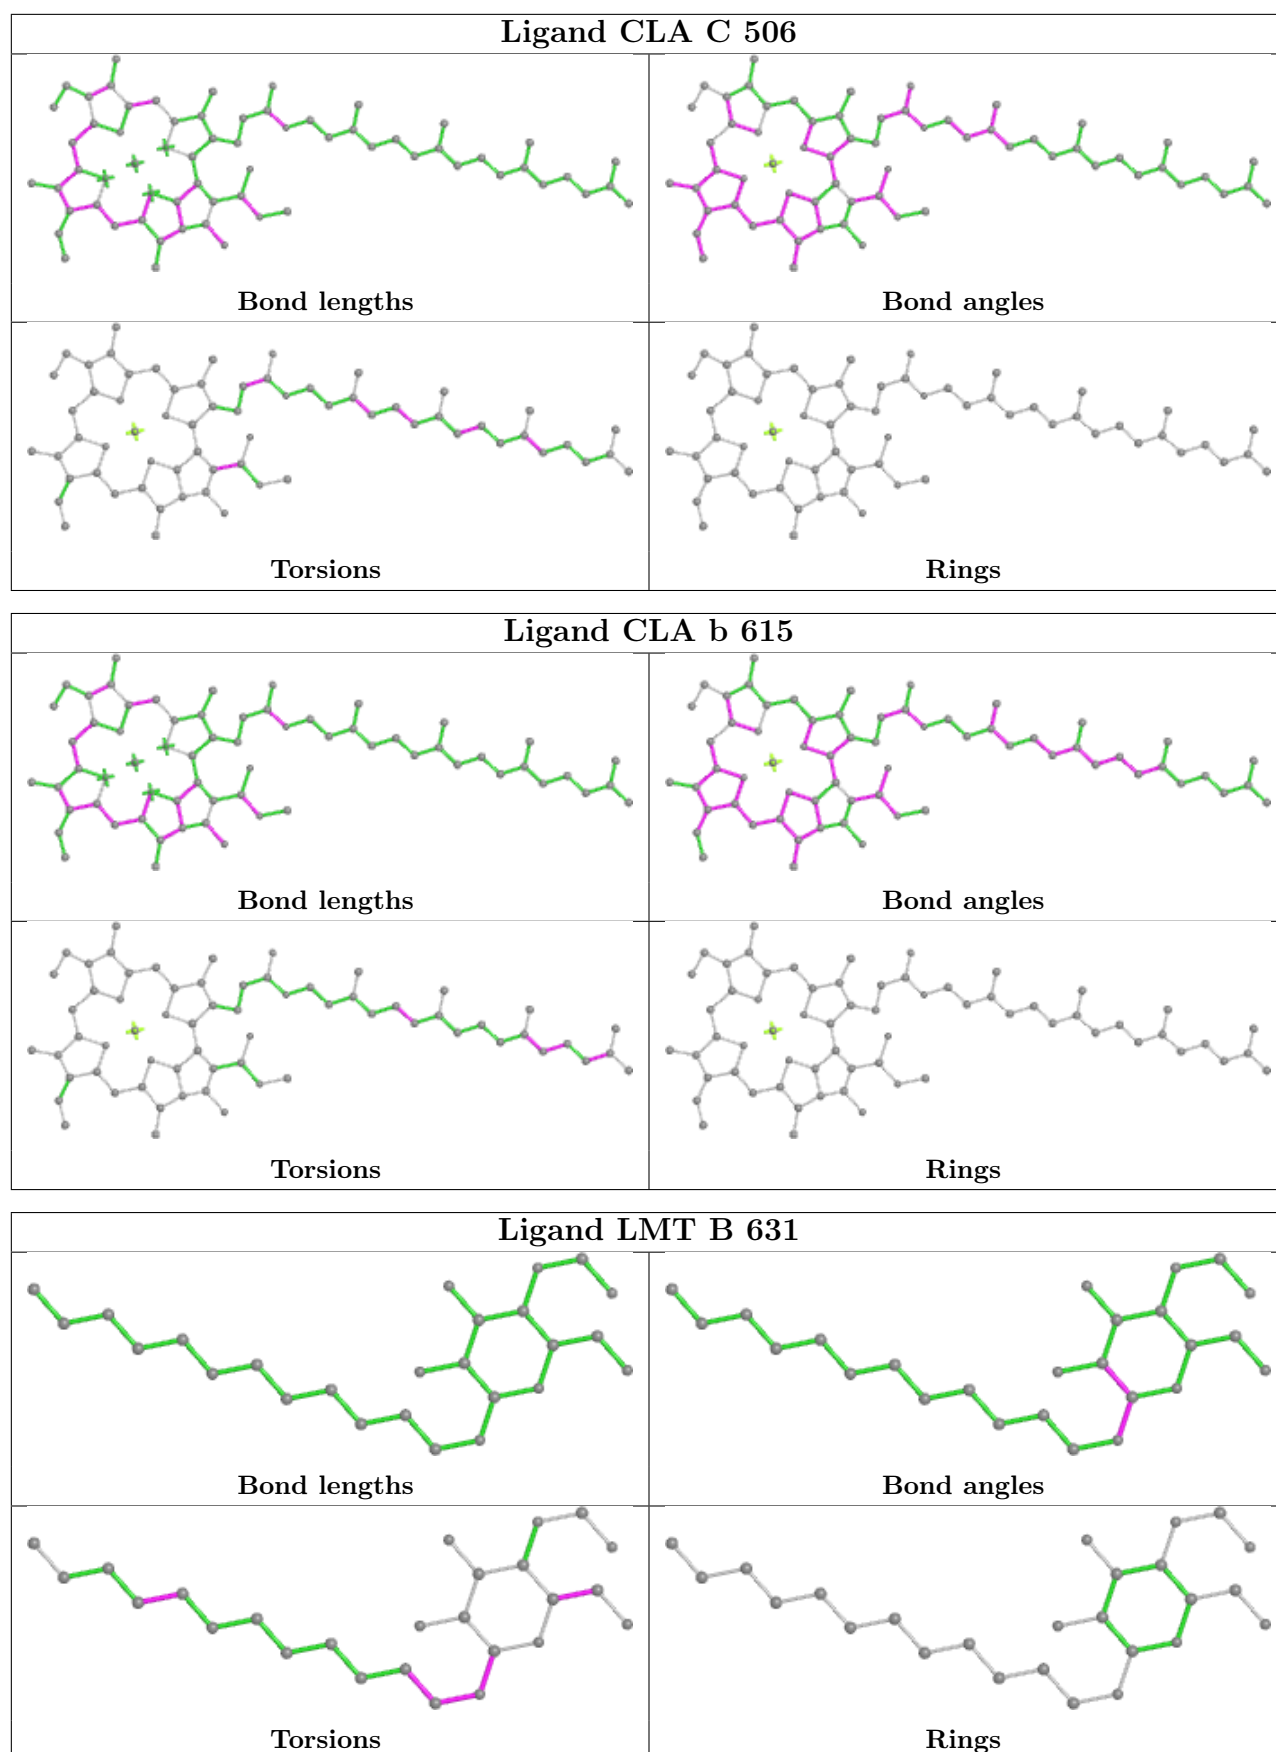 Ligand CLA C 506
Bond lengths
Bond angles
Torsions
Rings
Ligand CLA b 615
Bond lengths
Bond angles
Torsions
Rings
Ligand LMT B 631
Bond lengths
Bond angles
Torsions
Rings